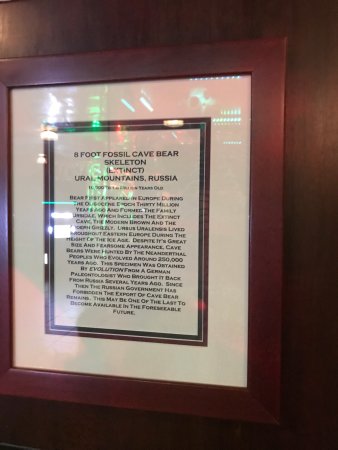 8 FOOT FOSSIL CAVE BEAR
SKELETON
(EXTINCT)
URAL MOUNTAINS, RUSSIA
YEARS OLD
BEAR FIRST APPEARED IN EUROPE DURING
THE OLIGOCENE EPOCH THIRTY MILLION
YEARS AGO AND FORMED THE FAMILY
URSIDAE, WHICH INCLUDES THE EXTINCT
CAVE, THE MODERN BROWN AND THE
MODERN GRIZZLY. URSUS URALENSIS LIVED
THROUGHOUT EASTERN EUROPE DURING THE
HEIGHT OF THE ICE AGE. DESPITE IT'S GREAT
SIZE AND FEARSOME APPEARANCE, CAVE
BEARS WERE HUNTED BY THE NEANDERTHAL
PEOPLES WHO EVOLVED AROUND 250,000
YEARS AGO. THIS SPECIMEN WAS OBTAINED
BY EVOLUTION FROM A GERMAN
PALEONTOLOGIST WHO BROUGHT IT BACK
FROM RUSSIA SEVERAL YEARS AGO. SINCE
THEN THE RUSSIAN GOVERNMENT HAS
FORBIDDEN THE EXPORT OF CAVE BEAR
REMAINS. THIS MAY BE ONE OF THE LAST TO
BECOME AVAILABLE IN THE FORESEEABLE
FUTURE.